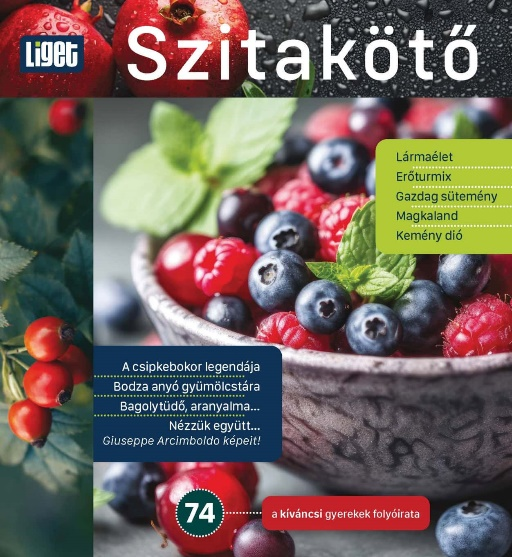 Liget
Szitakötő
Lármaélet
Erőturmix
Gazdag sütemény
Magkaland
Kemény dió
A csipkebokor legendája
Bodza anyó gyümölcstára
Bagolytüdő, aranyalma...
Nézzük együtt...
Giuseppe Arcimboldo képeit!
74
a kíváncsi gyerekek folyóirata